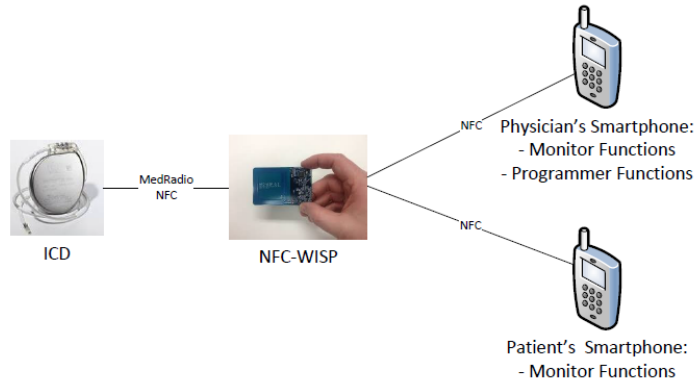 NFC
Physician's Smartphone:
- Monitor Functions
- Programmer Functions
MedRadio
NFC
ICD
NFC-WISP
NFC
Patient's Smartphone:
- Monitor Functions